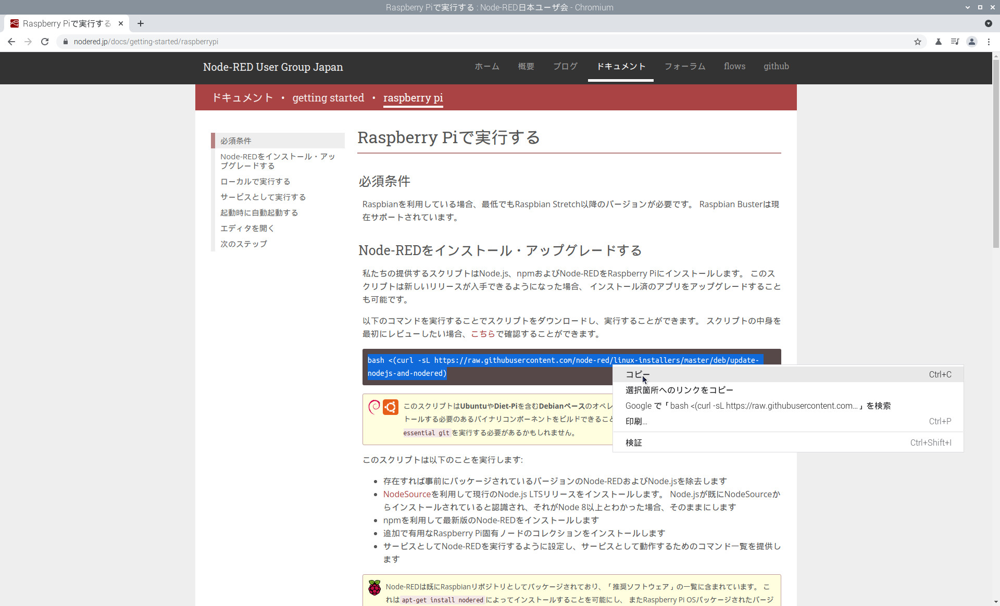 Raspberry Piで実行する : Node-RED日本ユーザ会 - Chromium
Raspberry Piで実行する
nodered.jp/docs/getting-started/raspberrypi
Node-RED User Group Japan
ホーム 概要 ブログ ドキュメント フォーラム flows github
ドキュメント • getting started • raspberry pi
必須条件
Node-REDをインストール・アッ
プグレードする
ローカルで実行する
サービスとして実行する
起動時に自動起動する
エディタを開く
次のステップ
Raspberry Piで実行する
必須条件
Raspbianを利用している場合、最低でもRaspbian Stretch以降のバージョンが必要です。 Raspbian Busterは現
在サポートされています。
Node-REDをインストール・アップグレードする
私たちの提供するスクリプトはNode.js、npmおよびNode-REDをRaspberry Piにインストールします。 このス
クリプトは新しいリリースが入手できるようになった場合、 インストール済のアプリをアップグレードすること
も可能です。
以下のコマンドを実行することでスクリプトをダウンロードし、実行することができます。 スクリプトの中身を
最初にレビューしたい場合、こちらで確認することができます。
bash <(curl -sL https://raw.githubusercontent.com/node-red/linux-installers/master/deb/update-
nodejs-and-nodered)
コピー Ctrl+C
選択箇所へのリンクをコピー
Google で「bash <(curl -sL https://raw.githubusercontent.com...」を検索
印刷... Ctrl+P
検証 Ctrl+Shift+I
このスクリプトはUbuntuやDiet-Piを含むDebianベースのオペレ
トールする必要のあるバイナリコンポーネントをビルドできること
essential gitを実行する必要があるかもしれません。
このスクリプトは以下のことを実行します:
• 存在すれば事前にパッケージされているバージョンのNode-REDおよびNode.jsを除去します
• NodeSourceを利用して現行のNode.js LTSリリースをインストールします。 Node.jsが既にNodeSourceか
らインストールされていると認識され、それがNode 8以上とわかった場合、そのままにします
• npmを利用して最新版のNode-REDをインストールします
• 追加で有用なRaspberry Pi固有ノードのコレクションをインストールします
• サービスとしてNode-REDを実行するように設定し、サービスとして動作するためのコマンド一覧を提供し
ます
Node-REDは既にRaspbianリポジトリとしてパッケージされており、「推奨ソフトウェア」の一覧に含まれています。 こ
れは apt-get install nodered によってインストールすることを可能にし、 またRaspberry Pi OSパッケージされたバージ